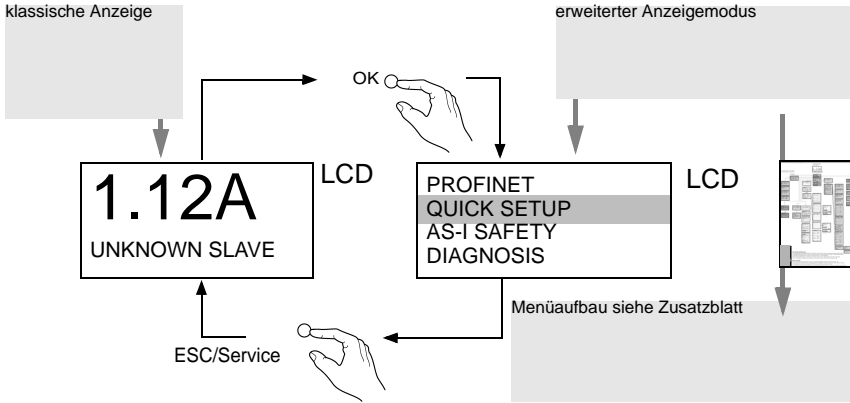 klassische Anzeige
erweiterter Anzeigemodus
OK
1.12A
UNKNOWN SLAVE
LCD
PROFINET
QUICK SETUP
AS-I SAFETY
DIAGNOSIS
LCD
Menüaufbau siehe Zusatzblatt
ESC/Service